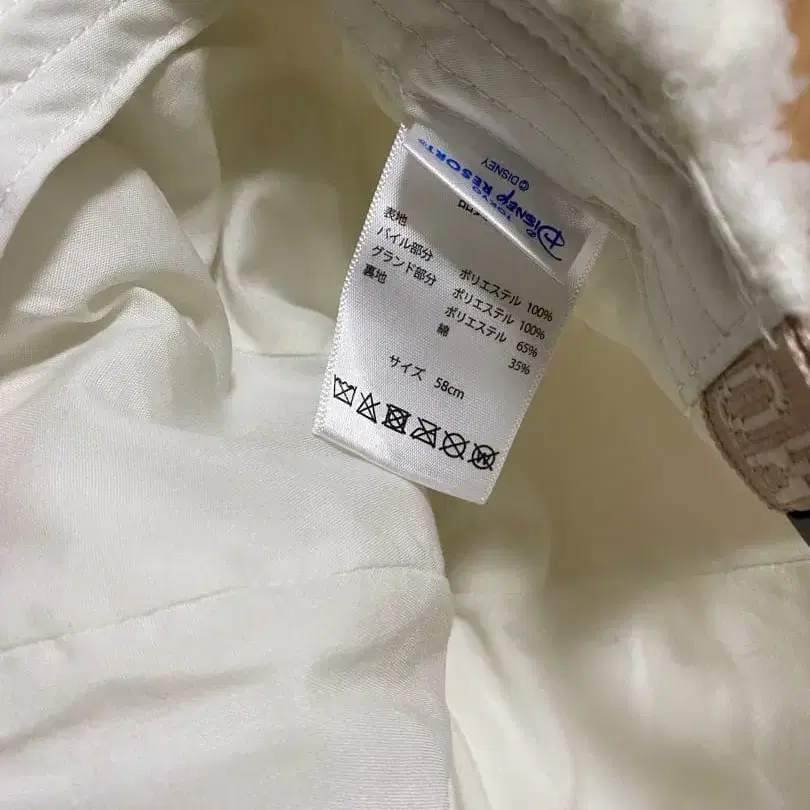 TOKYO
Disney RESORT
© DISNEY
表地
パイル部分 ポリエステル 100%
グランド部分 ポリエステル 100%
裏地 ポリエステル 65%
綿 35%
サイズ 58cm
W